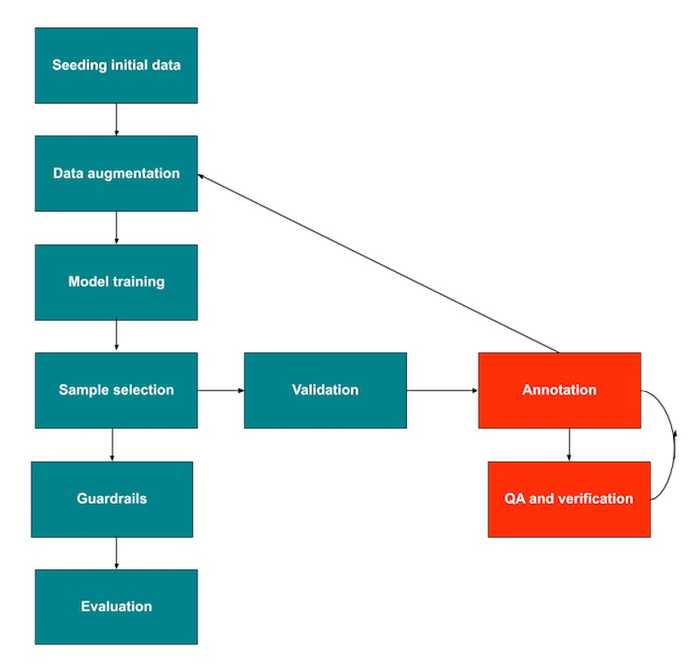 Seeding initial data
Data augmentation
Model training
Sample selection
Validation
Annotation
Guardrails
QA and verification
Evaluation